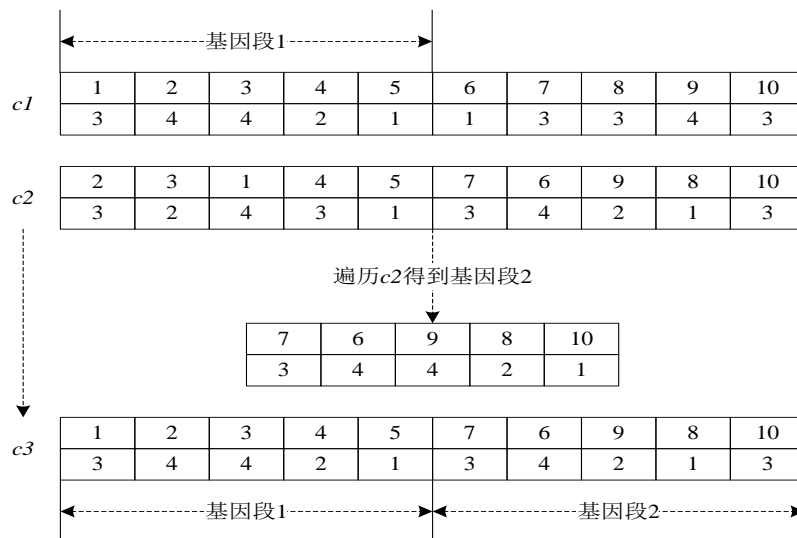 基因段1
1 2 3 4 5 6 7 8 9 10
c1
3 4 4 2 1 1 3 3 4 3
2 3 1 4 5 7 6 9 8 10
c2
3 2 4 3 1 3 4 2 1 3
遍历c2得到基因段2
7 6 9 8 10
3 4 4 2 1
1 2 3 4 5 7 6 9 8 10
c3
3 4 4 2 1 3 4 2 1 3
基因段1 基因段2